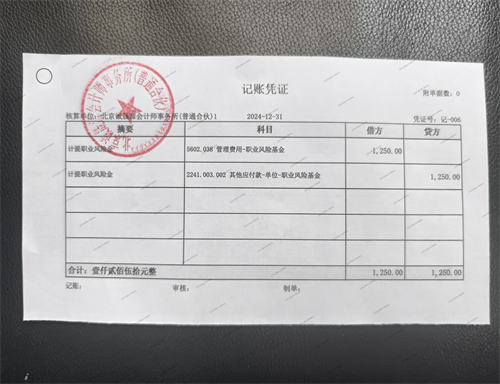 记账凭证
附单据数: 0
核算单位: 北京 会计师事务所(普通合伙)1 2024-12-31 凭证号: 记-006
摘要 科目 借方 贷方
计提职业风险金 5602.038 管理费用-职业风险基金 1,250.00
计提职业风险金 2241.003.002 其他应付款-单位-职业风险基金 1,250.00
合计: 壹仟贰佰伍拾元整 1,250.00 1,250.00
记账: 审核: 制单: